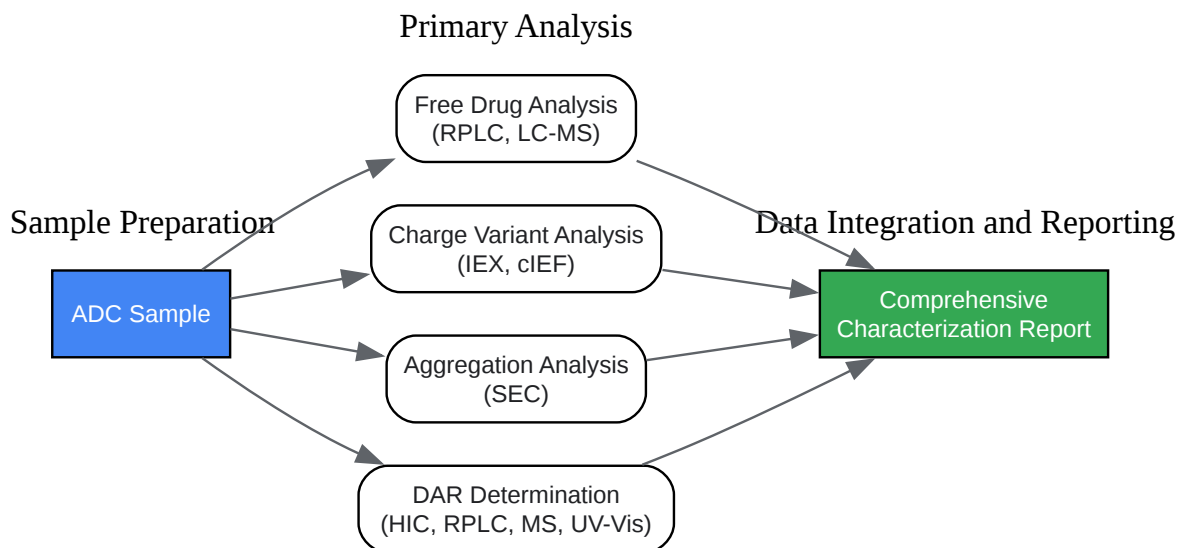 Primary Analysis
Free Drug Analysis
(RPLC, LC-MS)
Sample Preparation
Data Integration and Reporting
Charge Variant Analysis
(IEX, cIEF)
ADC Sample
Comprehensive
Characterization Report
Aggregation Analysis
(SEC)
DAR Determination
(HIC, RPLC, MS, UV-Vis)